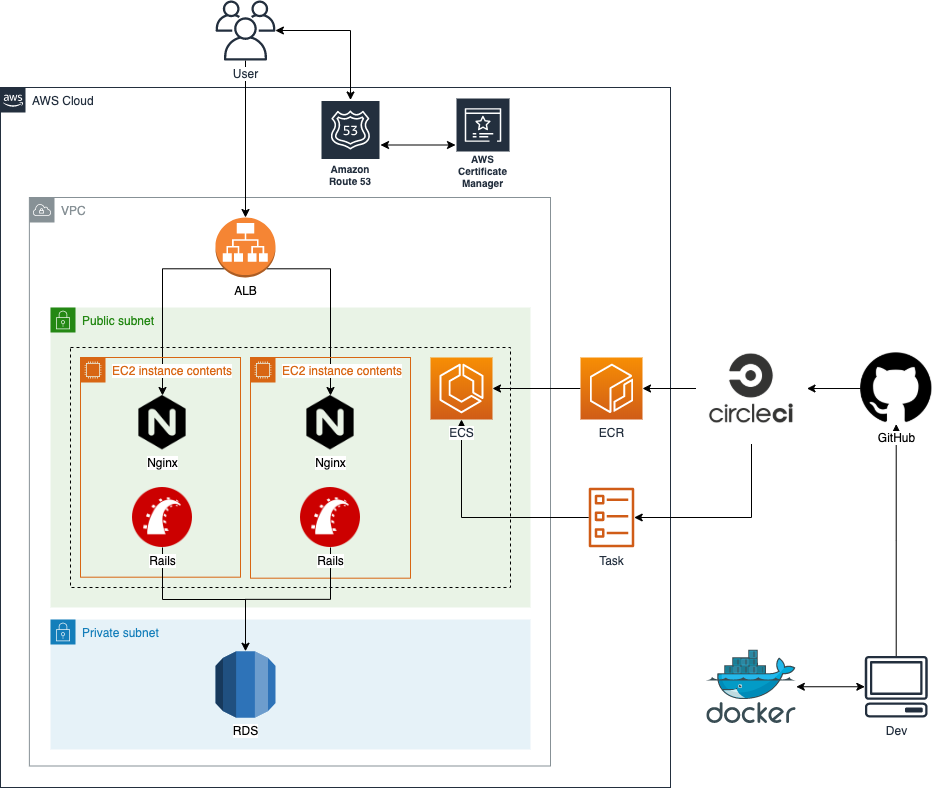 User
aws
AWS Cloud
53
Amazon
Route 53
AWS
Certificate
Manager
VPC
ALB
Public subnet
EC2 instance contents
EC2 instance contents
N
Nginx
N
Nginx
ECS
ECR
circleci
GitHub
Rails
Rails
Task
Private subnet
RDS
docker
Dev